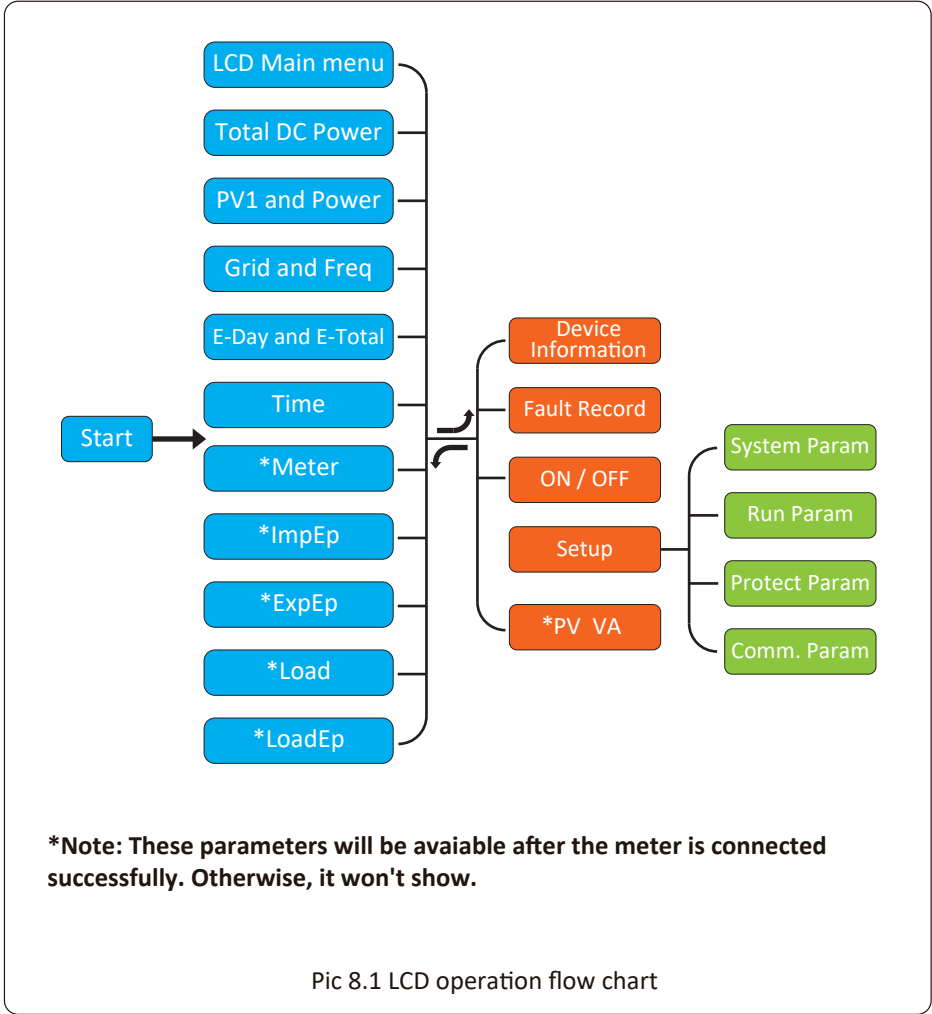 LCD Main menu
Total DC Power
PV1 and Power
Grid and Freq
E-Day and E-Total
Time
Start
*Meter
*ImpEp
*ExpEp
*Load
*LoadEp
Device
Information
Fault Record
ON / OFF
Setup
*PV VA
System Param
Run Param
Protect Param
Comm. Param
*Note: These parameters will be avaiable after the meter is connected
successfully. Otherwise, it won't show.
Pic 8.1 LCD operation flow chart